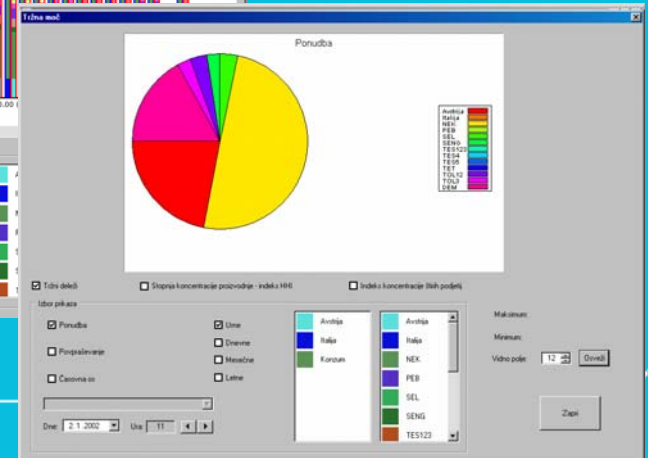 Tržna moč
Ponudba
Avstrija
Italija
NEK
PEB
SEL
SENG
TES123
TES4
TES5
TET
TOL12
TOL3
DEM
0.00
Tržni deleži
Stopnja koncentracije proizvodnje - indeks HHI
Indeks koncentracije štirih podjetij
Izbor prikaza
Ponudba
Povpraševanje
Časovna os
Urne
Dnevne
Mesečne
Letne
Avstrija
Italija
Konzum
Avstrija
Italija
NEK
PEB
SEL
SENG
TES123
Maksimum:
Minimum:
Vidno polje: 12 Osveži
Zapri
Dne: 2. 1. 2002 Ura: 11